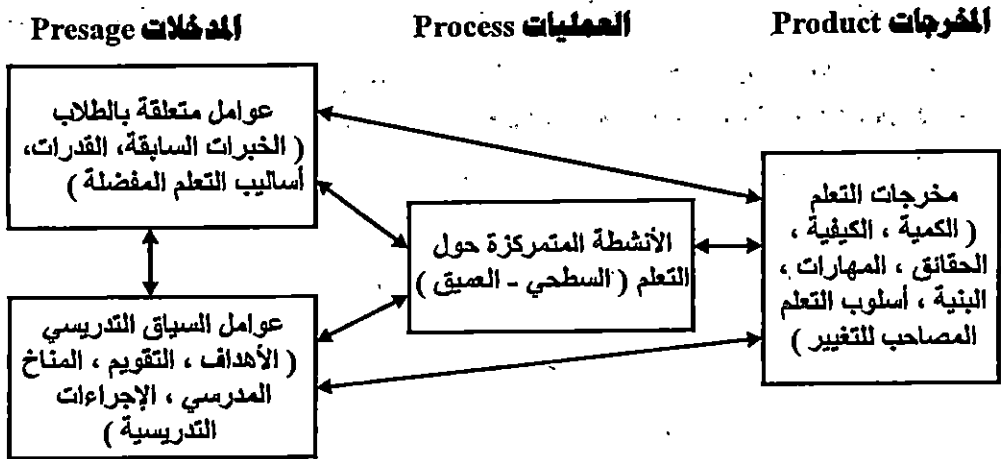 المدخلات Presage
العمليات Process
المخرجات Product
عوامل متعلقة بالطلاب
( الخبرات السابقة، القدرات،
أساليب التعلم المفضلة )
الأنشطة المتمركزة حول
التعلم ( السطحي - العميق )
مخرجات التعلم
( الكمية ، الكيفية ،
الحقائق ، المهارات ،
البنية ، أسلوب التعلم
المصاحب للتغيير )
عوامل السياق التدريسي
( الأهداف ، التقويم ، المناخ
المدرسي ، الإجراءات
التدريسية )